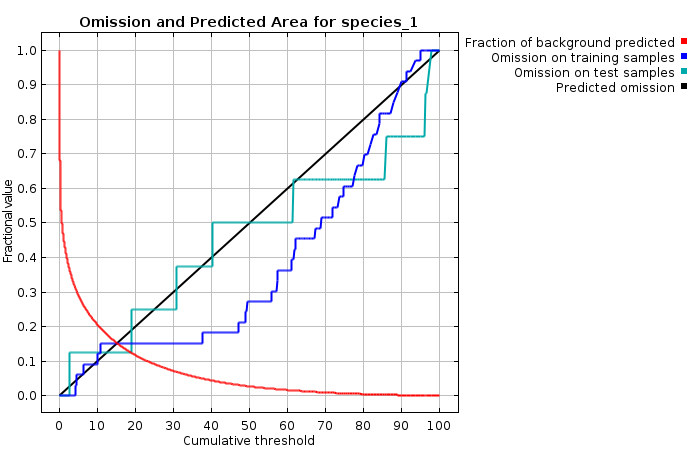 Omission and Predicted Area for species_1
Fraction of background predicted
Omission on training samples
Omission on test samples
Predicted omission
Fractional value
1.0
0.9
0.8
0.7
0.6
0.5
0.4
0.3
0.2
0.1
0.0
0 10 20 30 40 50 60 70 80 90 100
Cumulative threshold